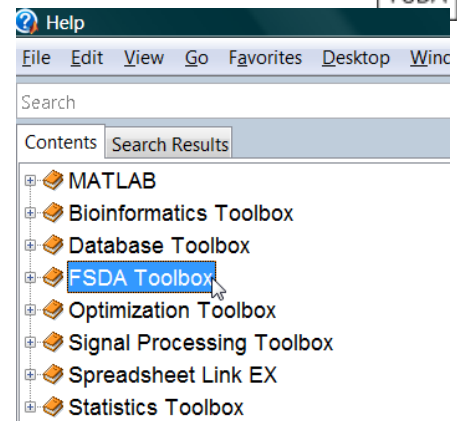 FSDA
Help
File Edit View Go Favorites Desktop
Search
Contents Search Results
MATLAB
Bioinformatics Toolbox
Database Toolbox
FSDA Toolbox
Optimization Toolbox
Signal Processing Toolbox
Spreadsheet Link EX
Statistics Toolbox